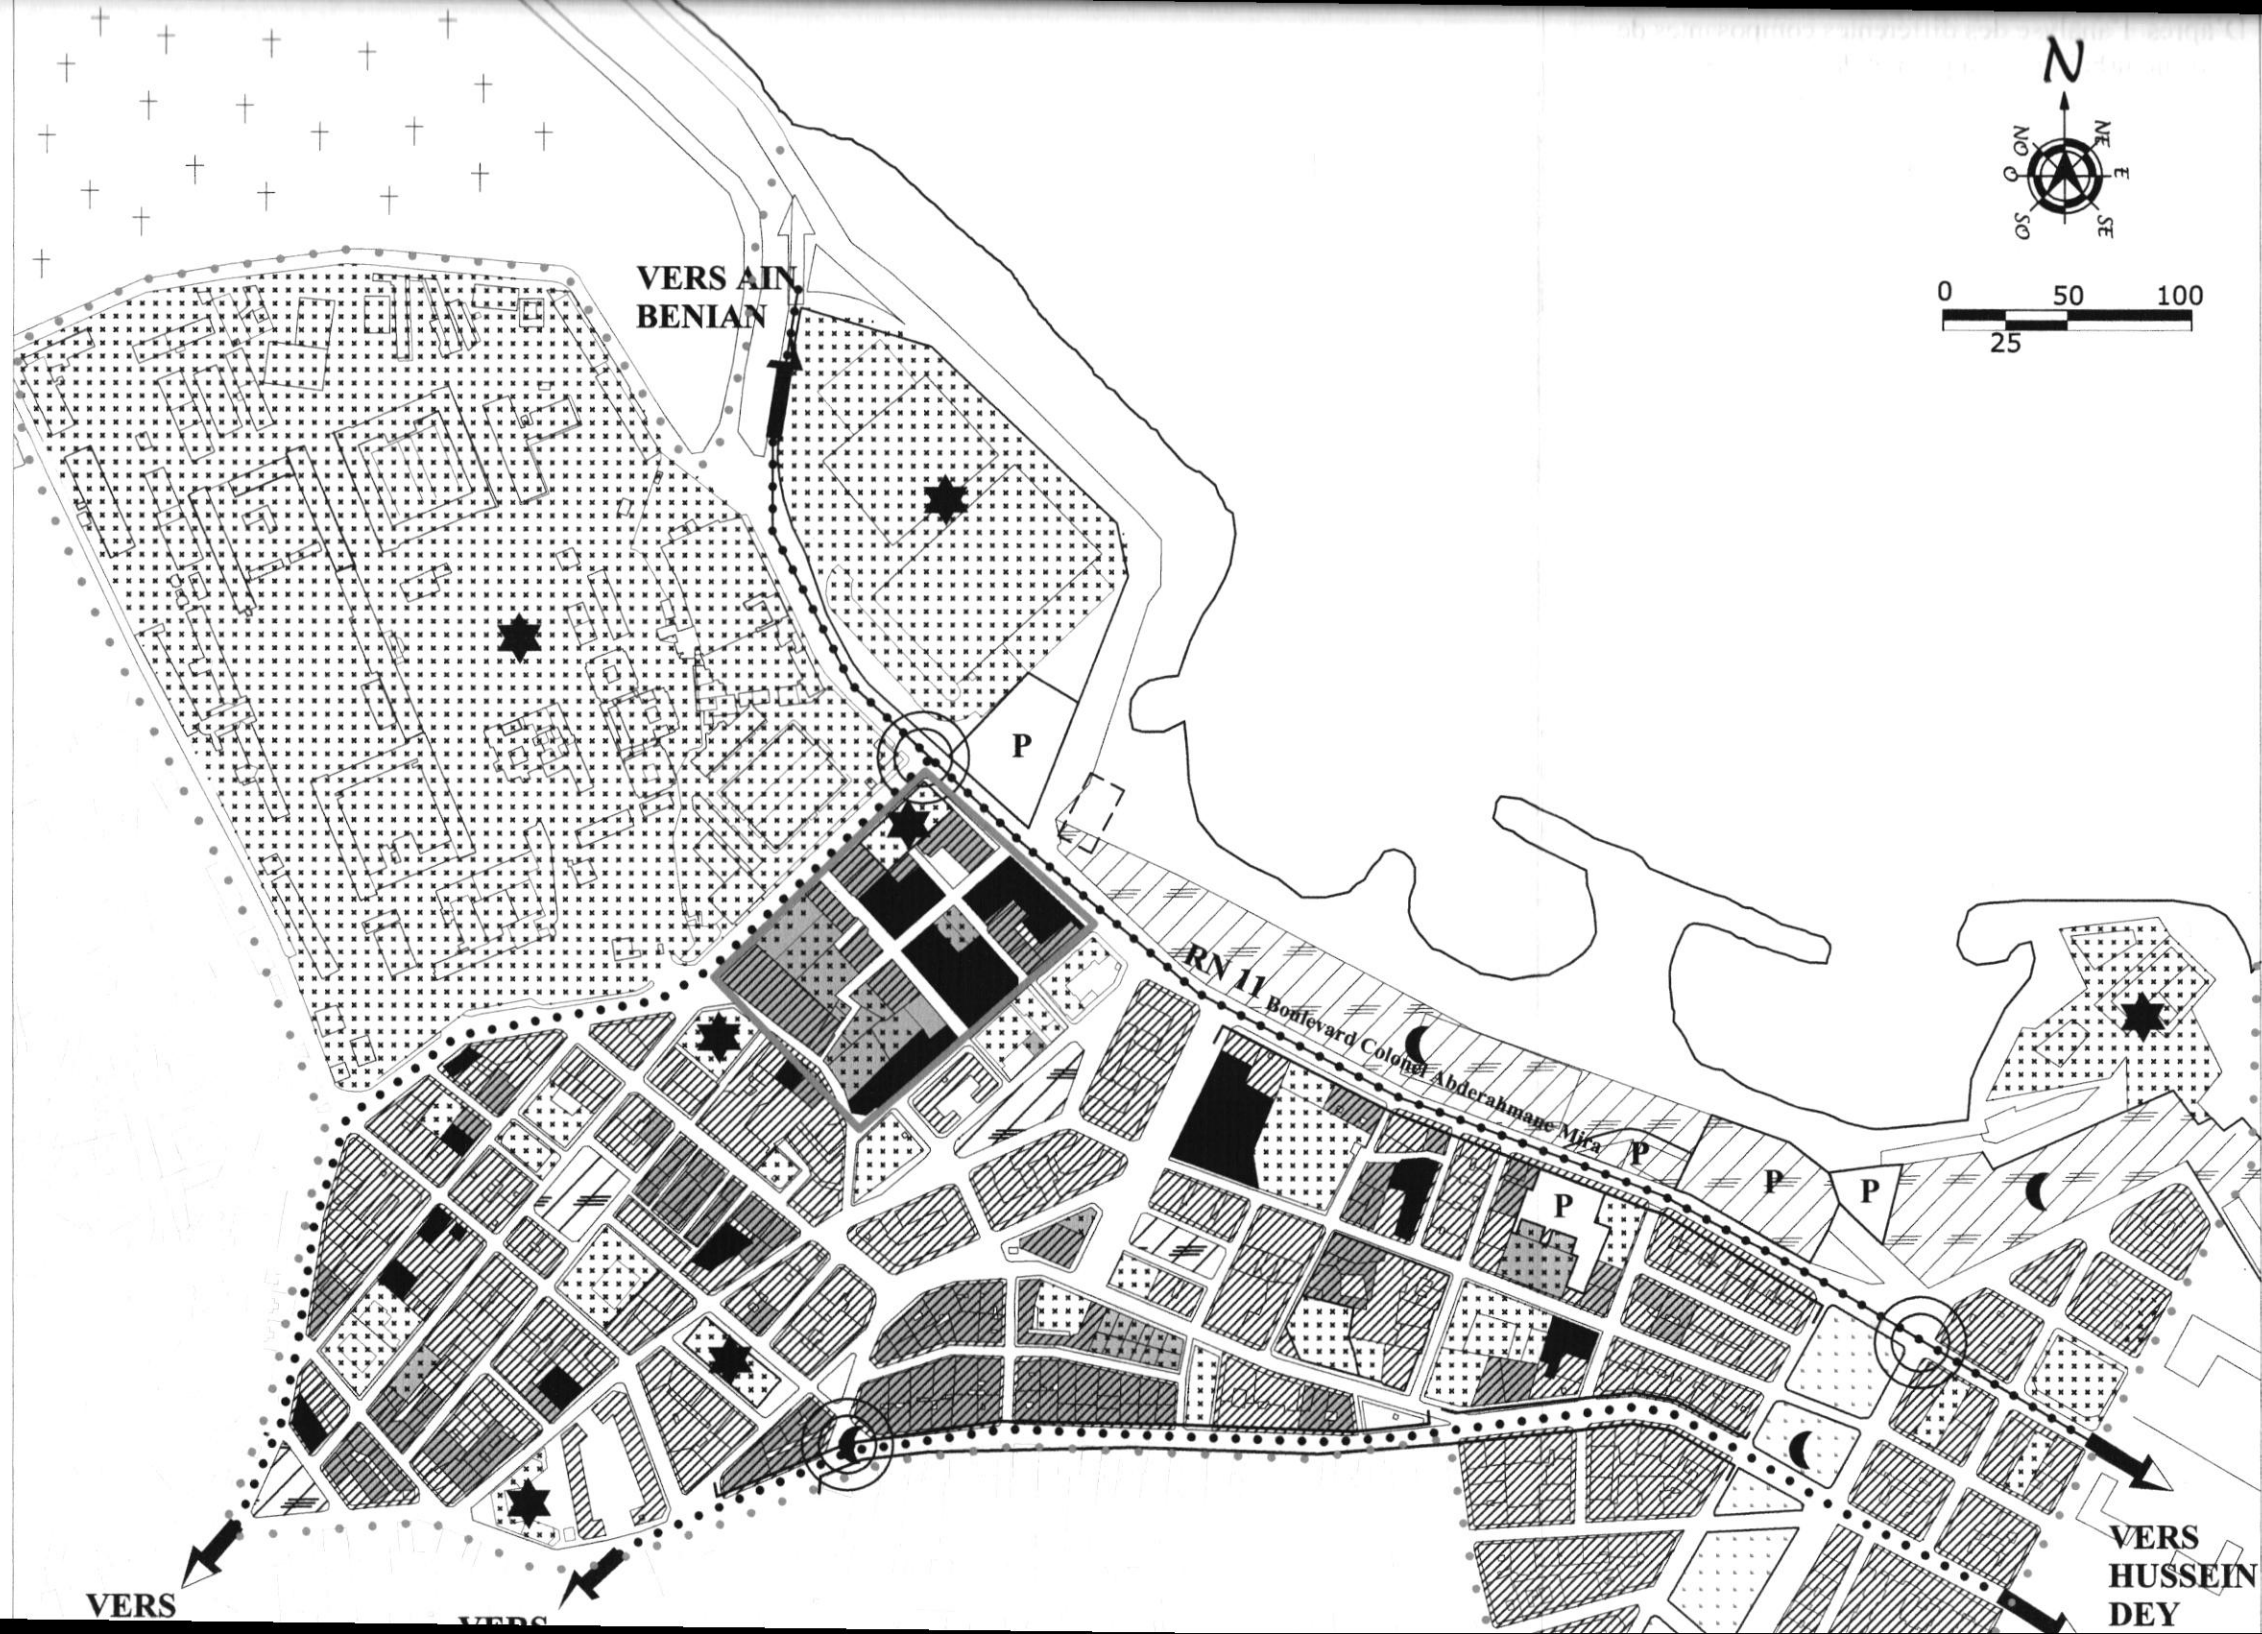 N
NO
NE
O
E
SO
SE
0 50 100
25
VERS AIN
BENIAN
P
RN 11 Boulevard Colonel Abderahmane Mira
P
P
P
P
VERS
HUSSEIN
DEY
VERS
VERS